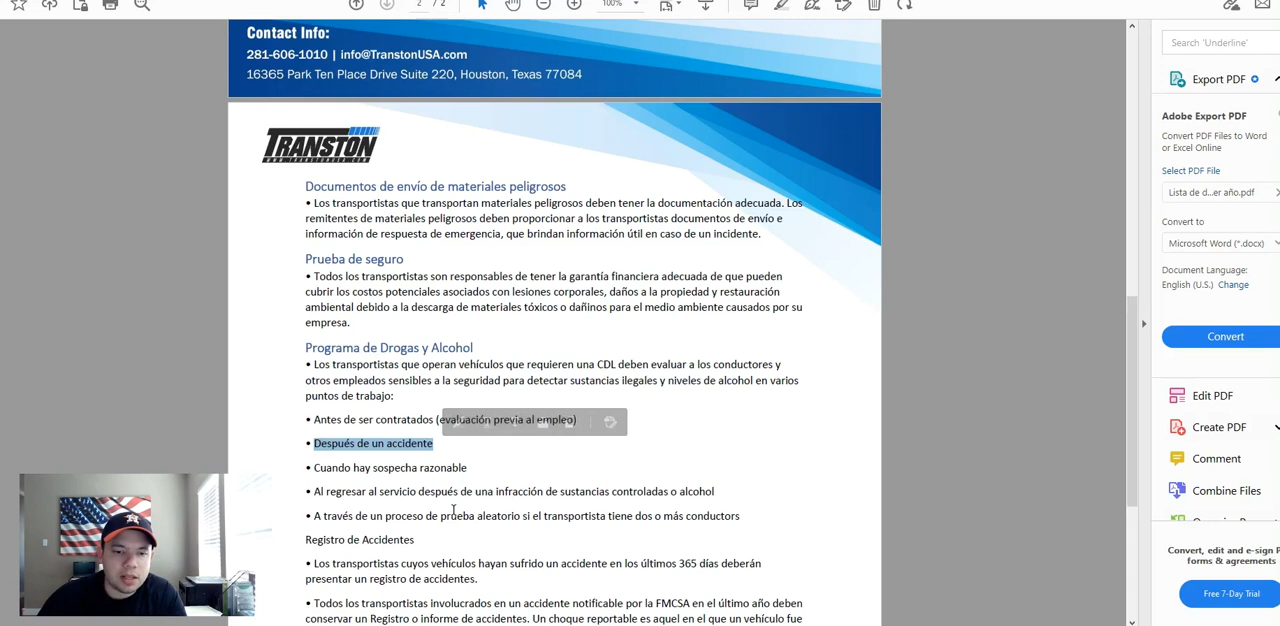 2 / 2
100%
Contact Info:
281-606-1010 | info@TranstonUSA.com
16365 Park Ten Place Drive Suite 220, Houston, Texas 77084
TRANSTON
WWW.TRANSTONUSA.COM
Documentos de envío de materiales peligrosos
• Los transportistas que transportan materiales peligrosos deben tener la documentación adecuada. Los
remitentes de materiales peligrosos deben proporcionar a los transportistas documentos de envío e
información de respuesta de emergencia, que brindan información útil en caso de un incidente.
Prueba de seguro
• Todos los transportistas son responsables de tener la garantía financiera adecuada de que pueden
cubrir los costos potenciales asociados con lesiones corporales, daños a la propiedad y restauración
ambiental debido a la descarga de materiales tóxicos o dañinos para el medio ambiente causados por su
empresa.
Programa de Drogas y Alcohol
• Los transportistas que operan vehículos que requieren una CDL deben evaluar a los conductores y
otros empleados sensibles a la seguridad para detectar sustancias ilegales y niveles de alcohol en varios
puntos de trabajo:
• Antes de ser contratados (evaluación previa al empleo)
• Después de un accidente
• Cuando hay sospecha razonable
• Al regresar al servicio después de una infracción de sustancias controladas o alcohol
• A través de un proceso de prueba aleatorio si el transportista tiene dos o más conductors
Registro de Accidentes
• Los transportistas cuyos vehículos hayan sufrido un accidente en los últimos 365 días deberán
presentar un registro de accidentes.
• Todos los transportistas involucrados en un accidente notificable por la FMCSA en el último año deben
conservar un Registro o informe de accidentes. Un choque reportable es aquel en el que un vehículo fue
Search 'Underline'
Export PDF
Adobe Export PDF
Convert PDF Files to Word
or Excel Online
Select PDF File
Lista de d...er año.pdf
Convert to
Microsoft Word (*.docx)
Document Language:
English (U.S.) Change
Convert
Edit PDF
Create PDF
Comment
Combine Files
Convert, edit and e-sign P
forms & agreements
Free 7-Day Trial